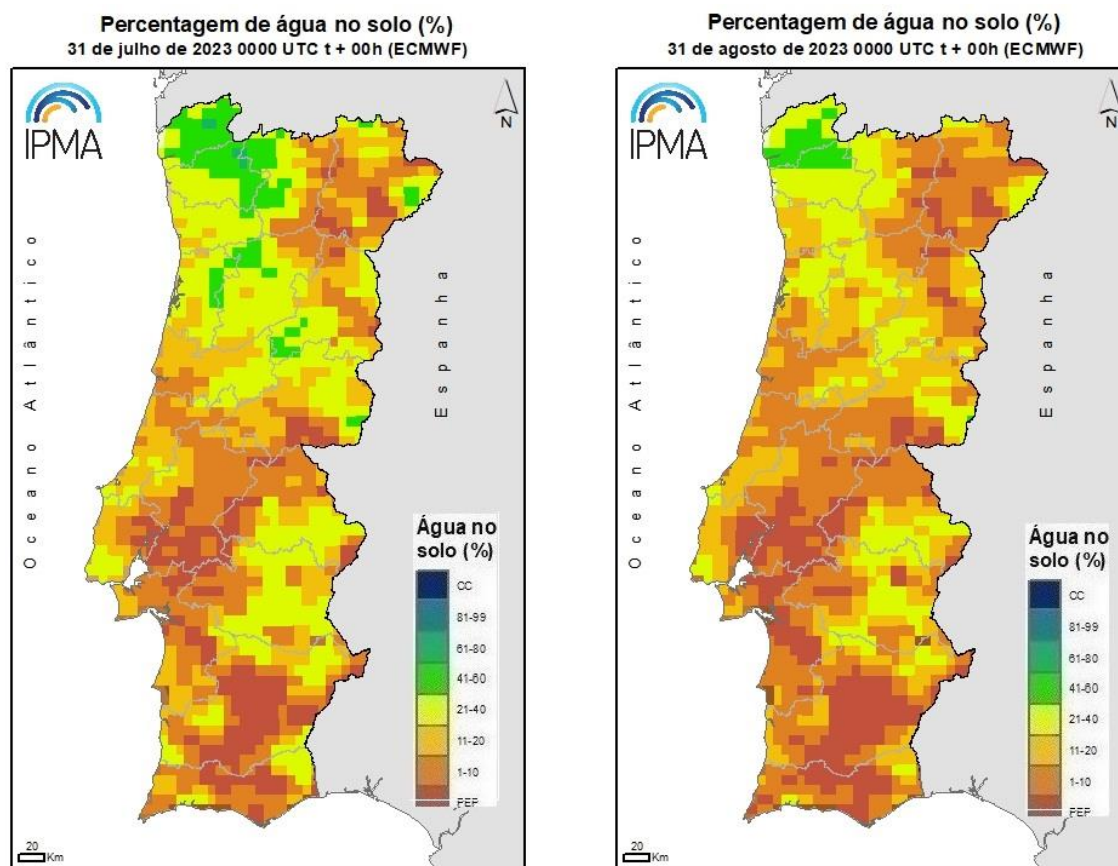 Percentagem de água no solo (%)
31 de julho de 2023 0000 UTC t + 00h (ECMWF)
IPMA
N
Oceano Atlântico
Espanha
Água no
solo (%)
CC
81-99
61-80
41-60
21-40
11-20
1-10
PEP
20
Km
Percentagem de água no solo (%)
31 de agosto de 2023 0000 UTC t + 00h (ECMWF)
IPMA
N
Oceano Atlântico
Espanha
Água no
solo (%)
CC
81-99
61-80
41-60
21-40
11-20
1-10
PEP
20
Km